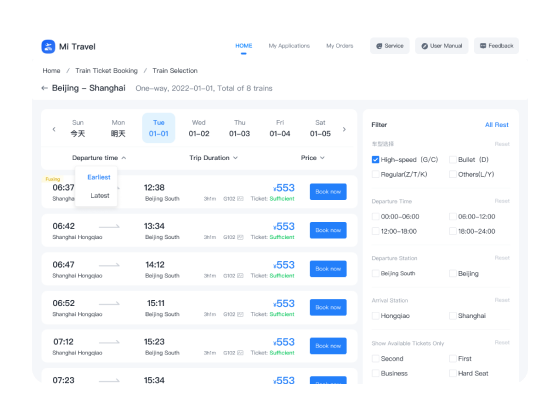 Mi Travel
HOME My Applications My Orders
Service User Manual Feedback
Home / Train Ticket Booking / Train Selection
← Beijing – Shanghai One-way, 2022-01-01, Total of 8 trains
Sun Mon Tue Wed Thu Fri Sat
今天 明天 01-01 01-02 01-03 01-04 01-05
Departure time Trip Duration Price
Earliest
Latest
06:37 12:38 ¥553
Shangha Beijing South 3h1m G102 Ticket: Sufficient Book now
06:42 13:34 ¥553
Shanghai Hongqiao Beijing South 3h1m G102 Ticket: Sufficient Book now
06:47 14:12 ¥553
Shanghai Hongqiao Beijing South 3h1m G102 Ticket: Sufficient Book now
06:52 15:11 ¥553
Shanghai Hongqiao Beijing South 3h1m G102 Ticket: Sufficient Book now
07:12 15:23 ¥553
Shanghai Hongqiao Beijing South 3h1m G102 Ticket: Sufficient Book now
07:23 15:34 ¥553
Book now
Filter All Rest
车型选择 Reset
High-speed (G/C) Bullet (D)
Regular(Z/T/K) Others(L/Y)
Departure Time Reset
00:00-06:00 06:00-12:00
12:00-18:00 18:00-24:00
Departure Station Reset
Beijing South Beijing
Arrival Station Reset
Hongqiao Shanghai
Show Available Tickets Only Reset
Second First
Business Hard Seat